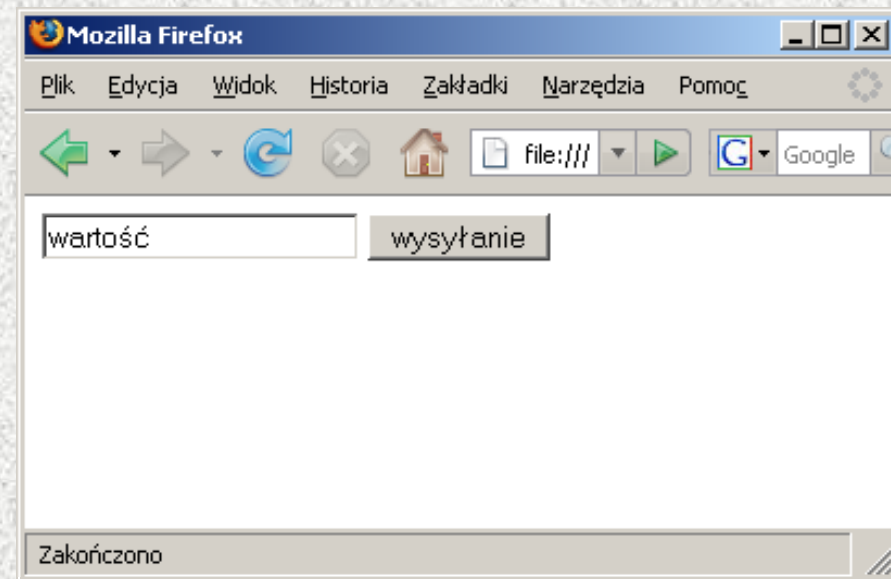 Mozilla Firefox
Plik Edycja Widok Historia Zakładki Narzędzia Pomoc
file:/// G Google
wartość wysyłanie
Zakończono